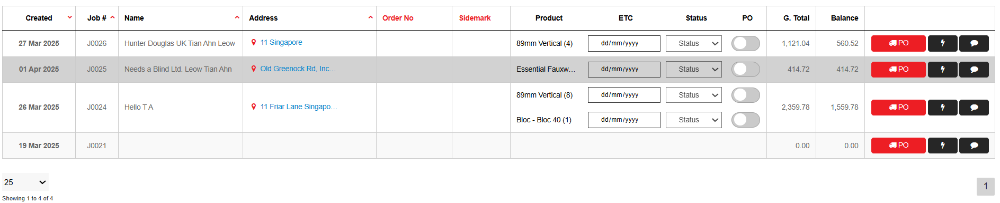 Created Job # Name Address Order No Sidemark Product ETC Status PO G. Total Balance
27 Mar 2025 J0026 Hunter Douglas UK Tian Ahn Leow 11 Singapore 89mm Vertical (4) dd/mm/yyyy Status 1,121.04 560.52 PO
01 Apr 2025 J0025 Needs a Blind Ltd. Leow Tian Ahn Old Greenock Rd, Inc... Essential Fauxw... dd/mm/yyyy Status 414.72 414.72 PO
89mm Vertical (8) dd/mm/yyyy Status
26 Mar 2025 J0024 Hello T A 11 Friar Lane Singapo... 2,359.78 1,559.78 PO
Bloc - Bloc 40 (1) dd/mm/yyyy Status
19 Mar 2025 J0021 0.00 0.00 PO
25
1
Showing 1 to 4 of 4